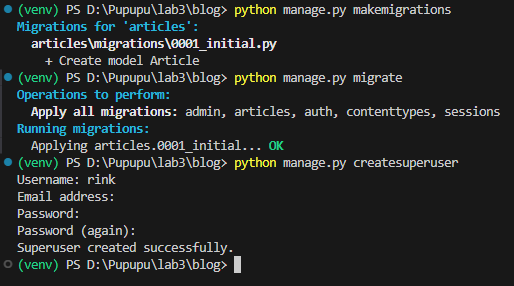 (venv) PS D:\Pupupu\lab3\blog> python manage.py makemigrations
Migrations for 'articles':
  articles\migrations\0001_initial.py
    + Create model Article
(venv) PS D:\Pupupu\lab3\blog> python manage.py migrate
Operations to perform:
  Apply all migrations: admin, articles, auth, contenttypes, sessions
Running migrations:
  Applying articles.0001_initial... OK
(venv) PS D:\Pupupu\lab3\blog> python manage.py createsuperuser
Username: rink
Email address:
Password:
Password (again):
Superuser created successfully.
(venv) PS D:\Pupupu\lab3\blog>